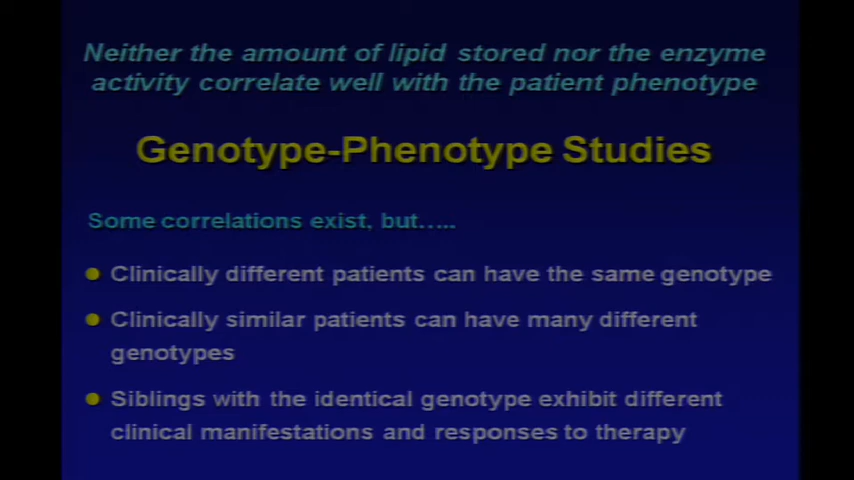 Neither the amount of lipid stored nor the enzyme
activity correlate well with the patient phenotype
Genotype-Phenotype Studies
Some correlations exist, but.....
Clinically different patients can have the same genotype
Clinically similar patients can have many different
genotypes
Siblings with the identical genotype exhibit different
clinical manifestations and responses to therapy